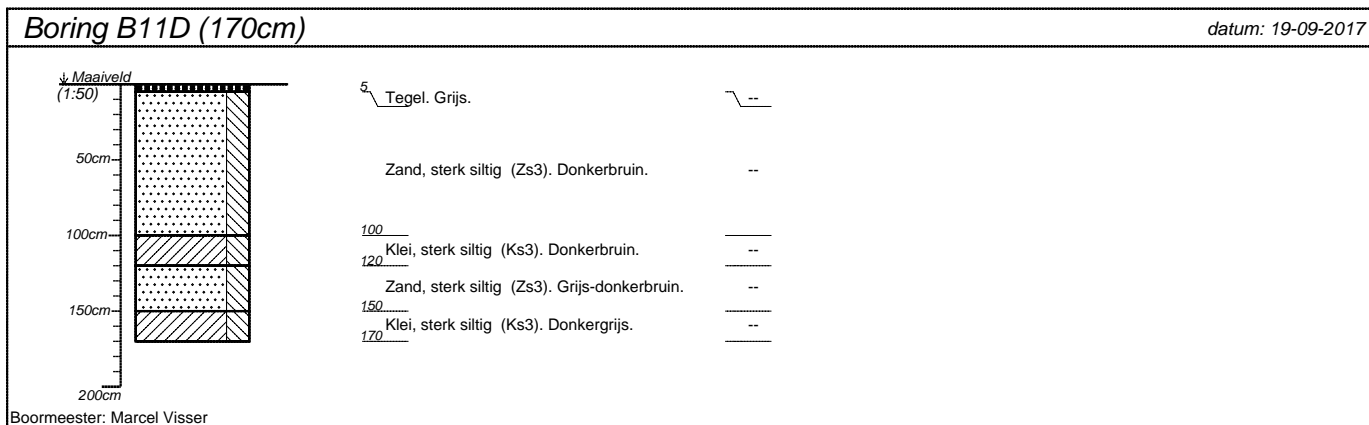 Boring B11D (170cm)
datum: 19-09-2017
Maaiveld
(1:50)
5
Tegel. Grijs.
--
50cm
Zand, sterk siltig (Zs3). Donkerbruin.
--
100cm
100
Klei, sterk siltig (Ks3). Donkerbruin.
--
120
Zand, sterk siltig (Zs3). Grijs-donkerbruin.
--
150cm
150
Klei, sterk siltig (Ks3). Donkergrijs.
--
170
200cm
Boormeester: Marcel Visser